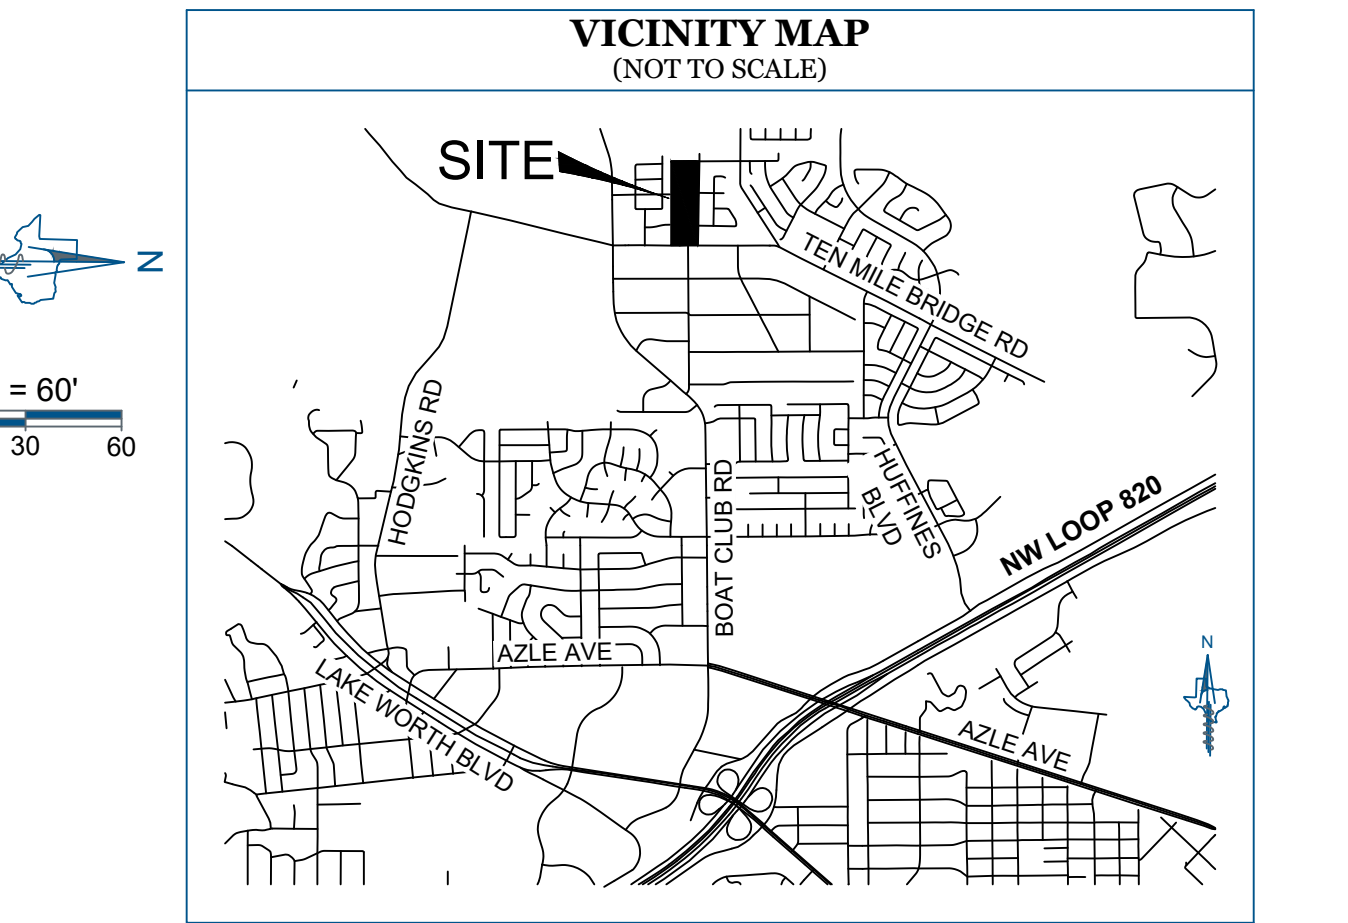 VICINITY MAP
(NOT TO SCALE)
SITE
N
= 60'
30 60
TEN MILE BRIDGE RD
HODGKINS RD
BOAT CLUB RD
HUFFINES
BLVD
NW LOOP 820
AZLE AVE
LAKE WORTH BLVD
N
AZLE AVE